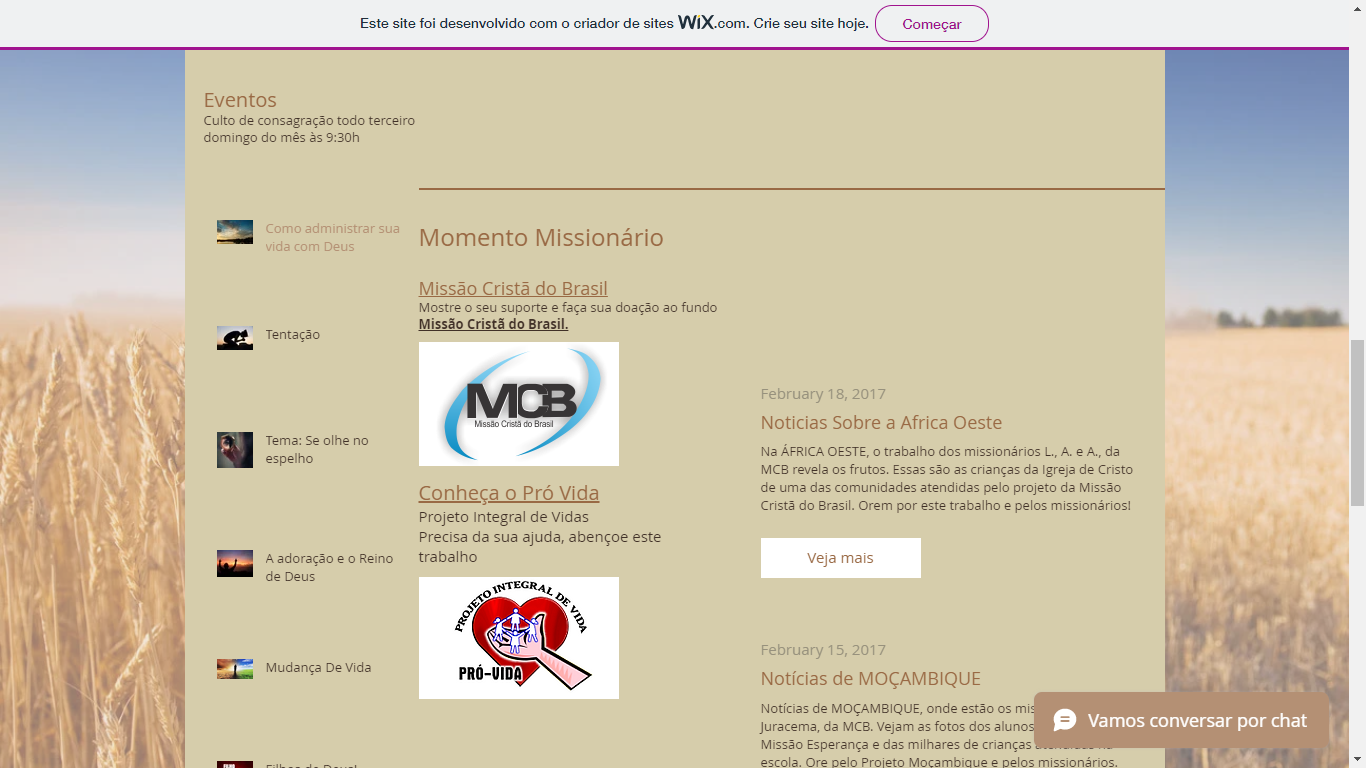 Este site foi desenvolvido com o criador de sites WiX.com. Crie seu site hoje.
Começar
Eventos
Culto de consagração todo terceiro
domingo do mês às 9:30h
Como administrar sua
vida com Deus
Tentação
Tema: Se olhe no
espelho
A adoração e o Reino
de Deus
Mudança De Vida
Filhos de Deus!
Momento Missionário
Missão Cristã do Brasil
Mostre o seu suporte e faça sua doação ao fundo
Missão Cristã do Brasil.
MCB
Missão Cristã do Brasil
Conheça o Pró Vida
Projeto Integral de Vidas
Precisa da sua ajuda, abençoe este
trabalho
PROJETO INTEGRAL DE VIDA
PRÓ-VIDA
February 18, 2017
Noticias Sobre a Africa Oeste
Na ÁFRICA OESTE, o trabalho dos missionários L., A. e A., da
MCB revela os frutos. Essas são as crianças da Igreja de Cristo
de uma das comunidades atendidas pelo projeto da Missão
Cristã do Brasil. Orem por este trabalho e pelos missionários!
Veja mais
February 15, 2017
Notícias de MOÇAMBIQUE
Notícias de MOÇAMBIQUE, onde estão os
Juracema, da MCB. Vejam as fotos dos alunos
Missão Esperança e das milhares de crianças
escola. Ore pelo Projeto Moçambique e pelos missionários.
Vamos conversar por chat